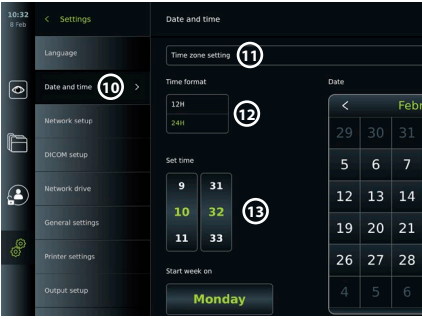 10:32
8 Feb
Settings
Language
Date and time
10
Network setup
DICOM setup
Network drive
General settings
Printer settings
Output setup
Date and time
Time zone setting
11
Time format
12H
24H
12
Set time
9 31
10 32
11 33
13
Start week on
Monday
Date
Febr
29 30 31
5 6 7
12 13 14
19 20 21
26 27 28
4 5 6